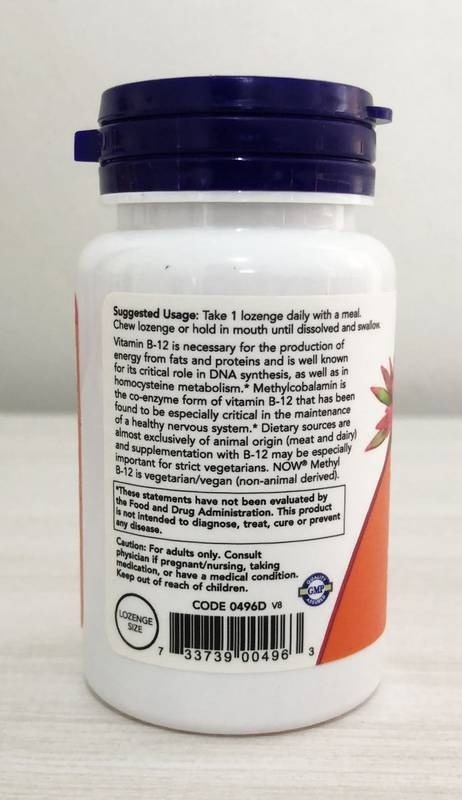 Suggested Usage: Take 1 lozenge daily with a meal.
Chew lozenge or hold in mouth until dissolved and swallow.
Vitamin B-12 is necessary for the production of
energy from fats and proteins and is well known
for its critical role in DNA synthesis, as well as in
homocysteine metabolism.* Methylcobalamin is
the co-enzyme form of vitamin B-12 that has been
found to be especially critical in the maintenance
of a healthy nervous system.* Dietary sources are
almost exclusively of animal origin (meat and dairy)
and supplementation with B-12 may be especially
important for strict vegetarians. NOW® Methyl
B-12 is vegetarian/vegan (non-animal derived).
*These statements have not been evaluated by
the Food and Drug Administration. This product
is not intended to diagnose, treat, cure or prevent
any disease.
Caution: For adults only. Consult
physician if pregnant/nursing, taking
medication, or have a medical condition.
Keep out of reach of children.
QUALITY
GMP
ASSURED
CODE 0496D V8
LOZENGE
SIZE
7 33739 00496 3